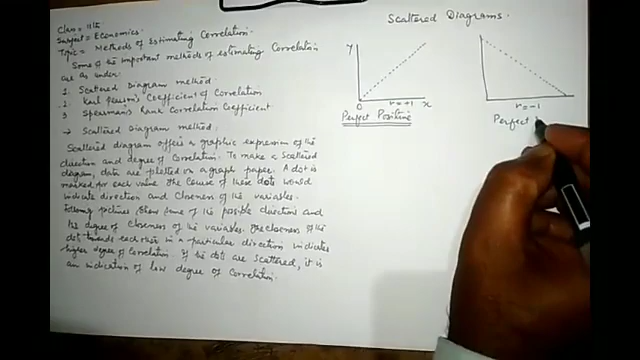 Class = 11th
Subject = Economics.
Topic = Methods of Estimating Correlation.
Some of the important methods of estimating Correlation
are as under:
1. Scattered Diagram method
2. Karl Person's Coefficient of Correlation
3. Spearman's Rank Correlation Coefficient
→ Scattered Diagram method:
Scattered diagram offers a graphic expression of the
direction and degree of Correlation. To make a Scattered
diagram, data are plotted on a graph paper. A dot is
marked for each value. The Course of these dots would
indicate direction and closeness of the variables.
Following pictures show some of the possible directions and
the degree of closeness of the variables. The closeness of the
dots towards each other in a particular direction indicates
higher degree of Correlation. If the dots are scattered, it is
an indication of low degree of Correlation.
Scattered Diagrams.
Y
O r = +1 X
Perfect Positive
r = -1
Perfect